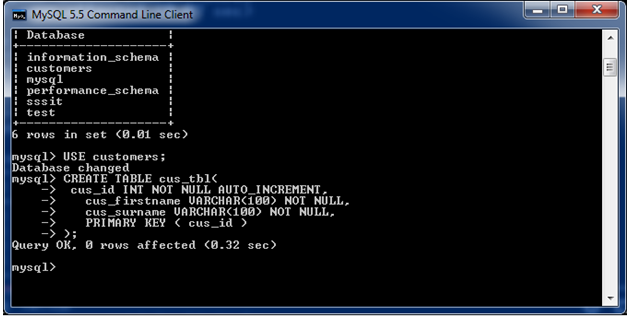 MySQL 5.5 Command Line Client
| Database |
+--------------------+
| information_schema |
| customers |
| mysql |
| performance_schema |
| sssit |
| test |
+--------------------+
6 rows in set (0.01 sec)
mysql> USE customers;
Database changed
mysql> CREATE TABLE cus_tbl(
-> cus_id INT NOT NULL AUTO_INCREMENT,
-> cus_firstname VARCHAR(100) NOT NULL,
-> cus_surname VARCHAR(100) NOT NULL,
-> PRIMARY KEY ( cus_id )
-> );
Query OK, 0 rows affected (0.32 sec)
mysql>